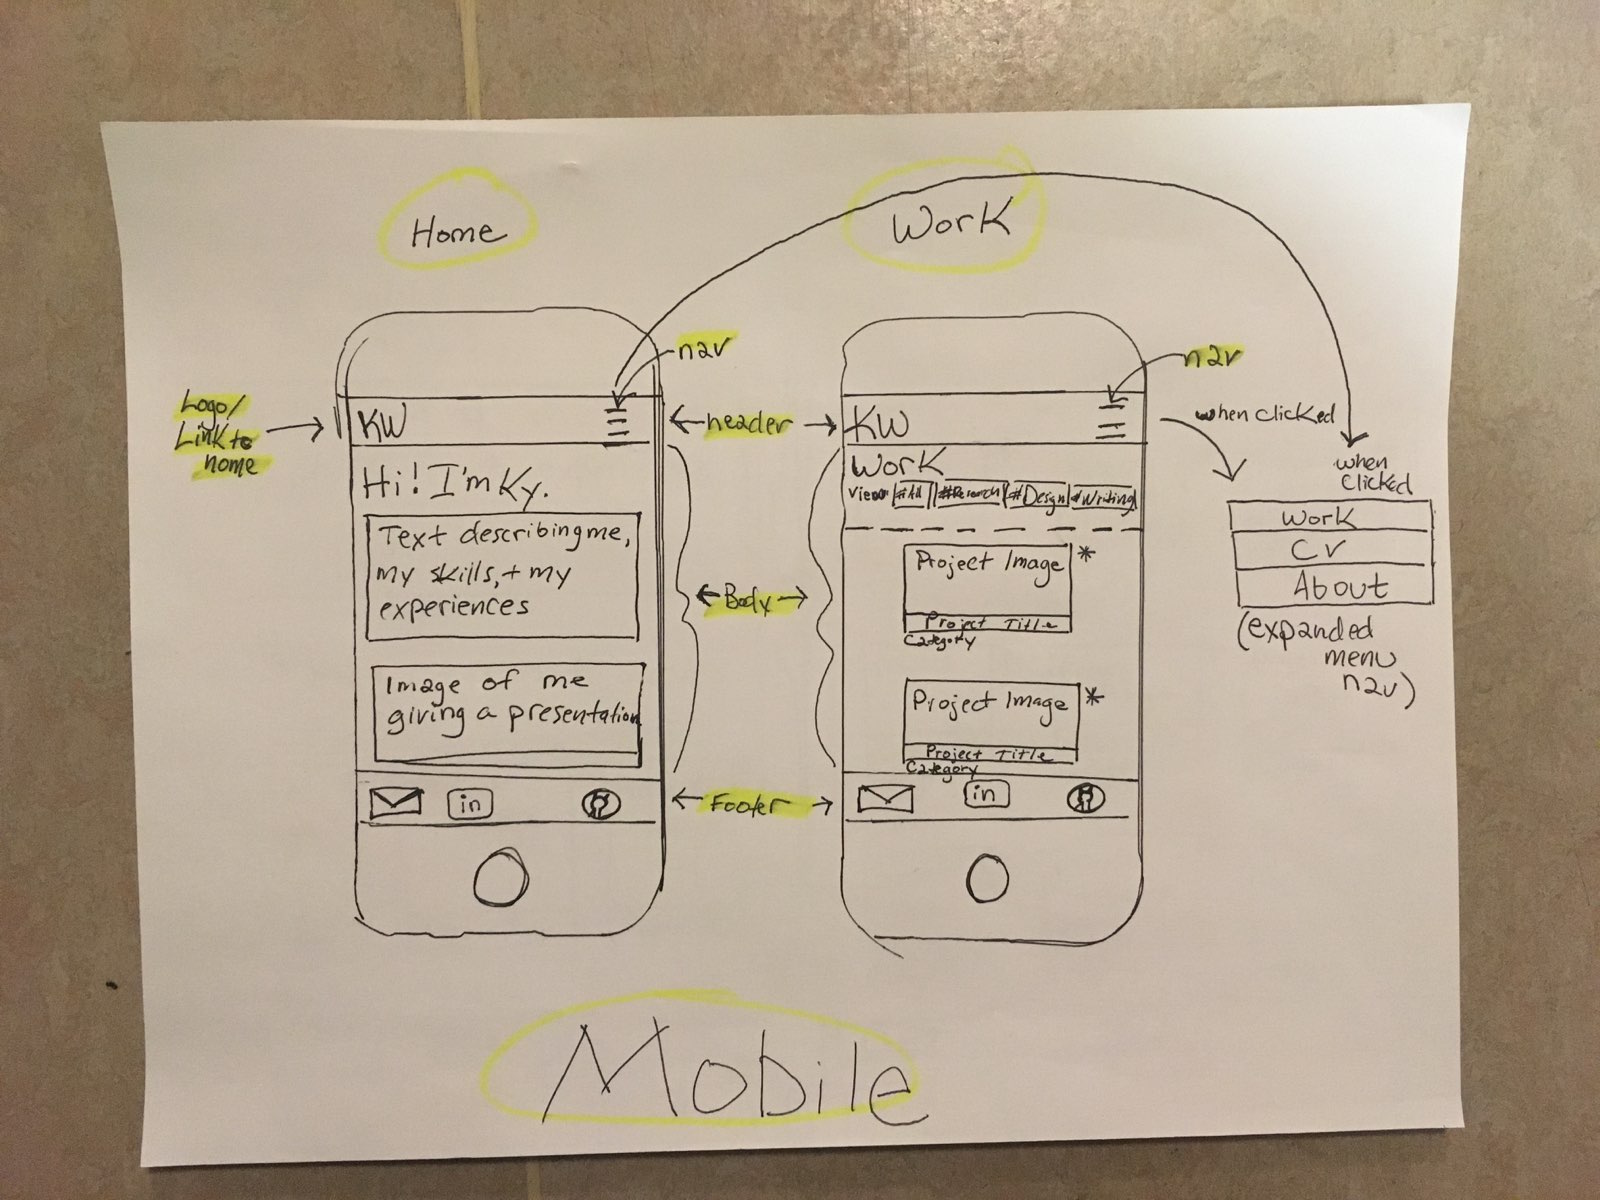 Home
Work
nav
nav
Logo/
Link to
home
KW
header
KW
when clicked
when
clicked
Hi! I'm Ky.
Work
View: #All #Research #Design #Writing
Text describing me,
my skills, + my
experiences
Body
Project Image *
Project Title
Category
Work
CV
About
(expanded
menu
nav)
Image of me
giving a presentation
Project Image *
Project Title
Category
in
Footer
in
Mobile